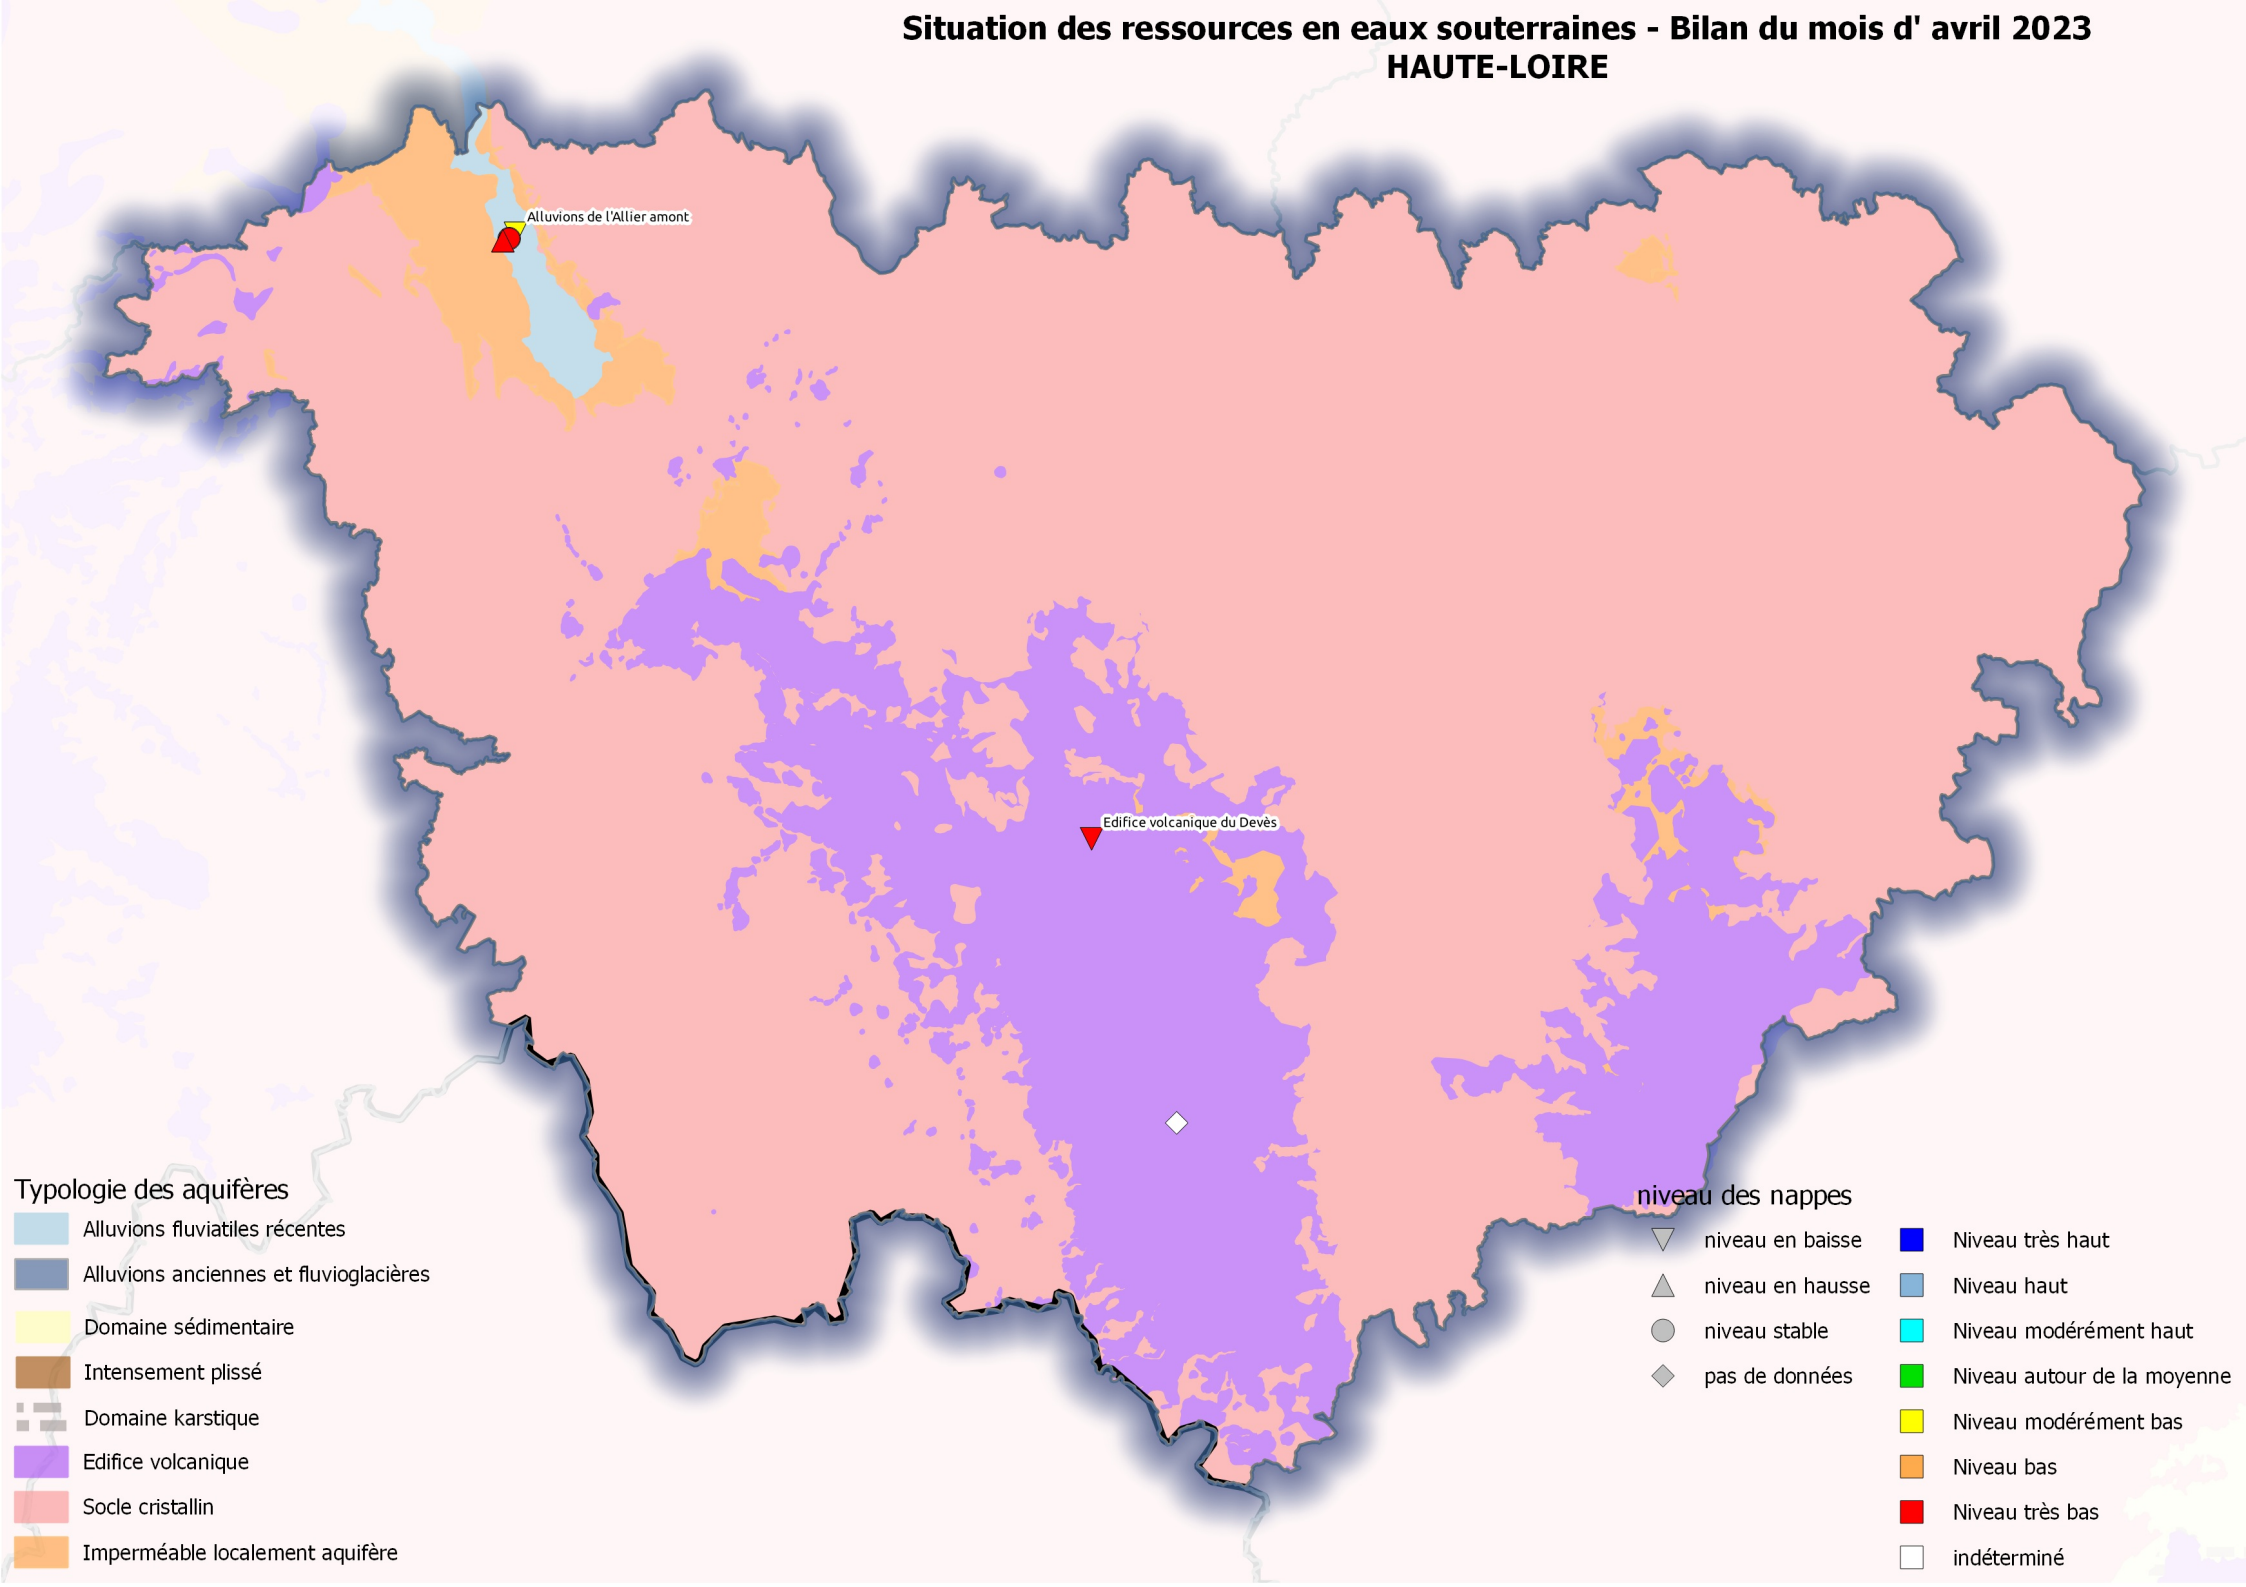 Situation des ressources en eaux souterraines - Bilan du mois d' avril 2023
HAUTE-LOIRE
Alluvions de l'Allier amont
Edifice volcanique du Devès
Typologie des aquifères
Alluvions fluviatiles récentes
Alluvions anciennes et fluvioglacières
Domaine sédimentaire
Intensement plissé
Domaine karstique
Edifice volcanique
Socle cristallin
Imperméable localement aquifère
niveau des nappes
niveau en baisse
niveau en hausse
niveau stable
pas de données
Niveau très haut
Niveau haut
Niveau modérément haut
Niveau autour de la moyenne
Niveau modérément bas
Niveau bas
Niveau très bas
indéterminé